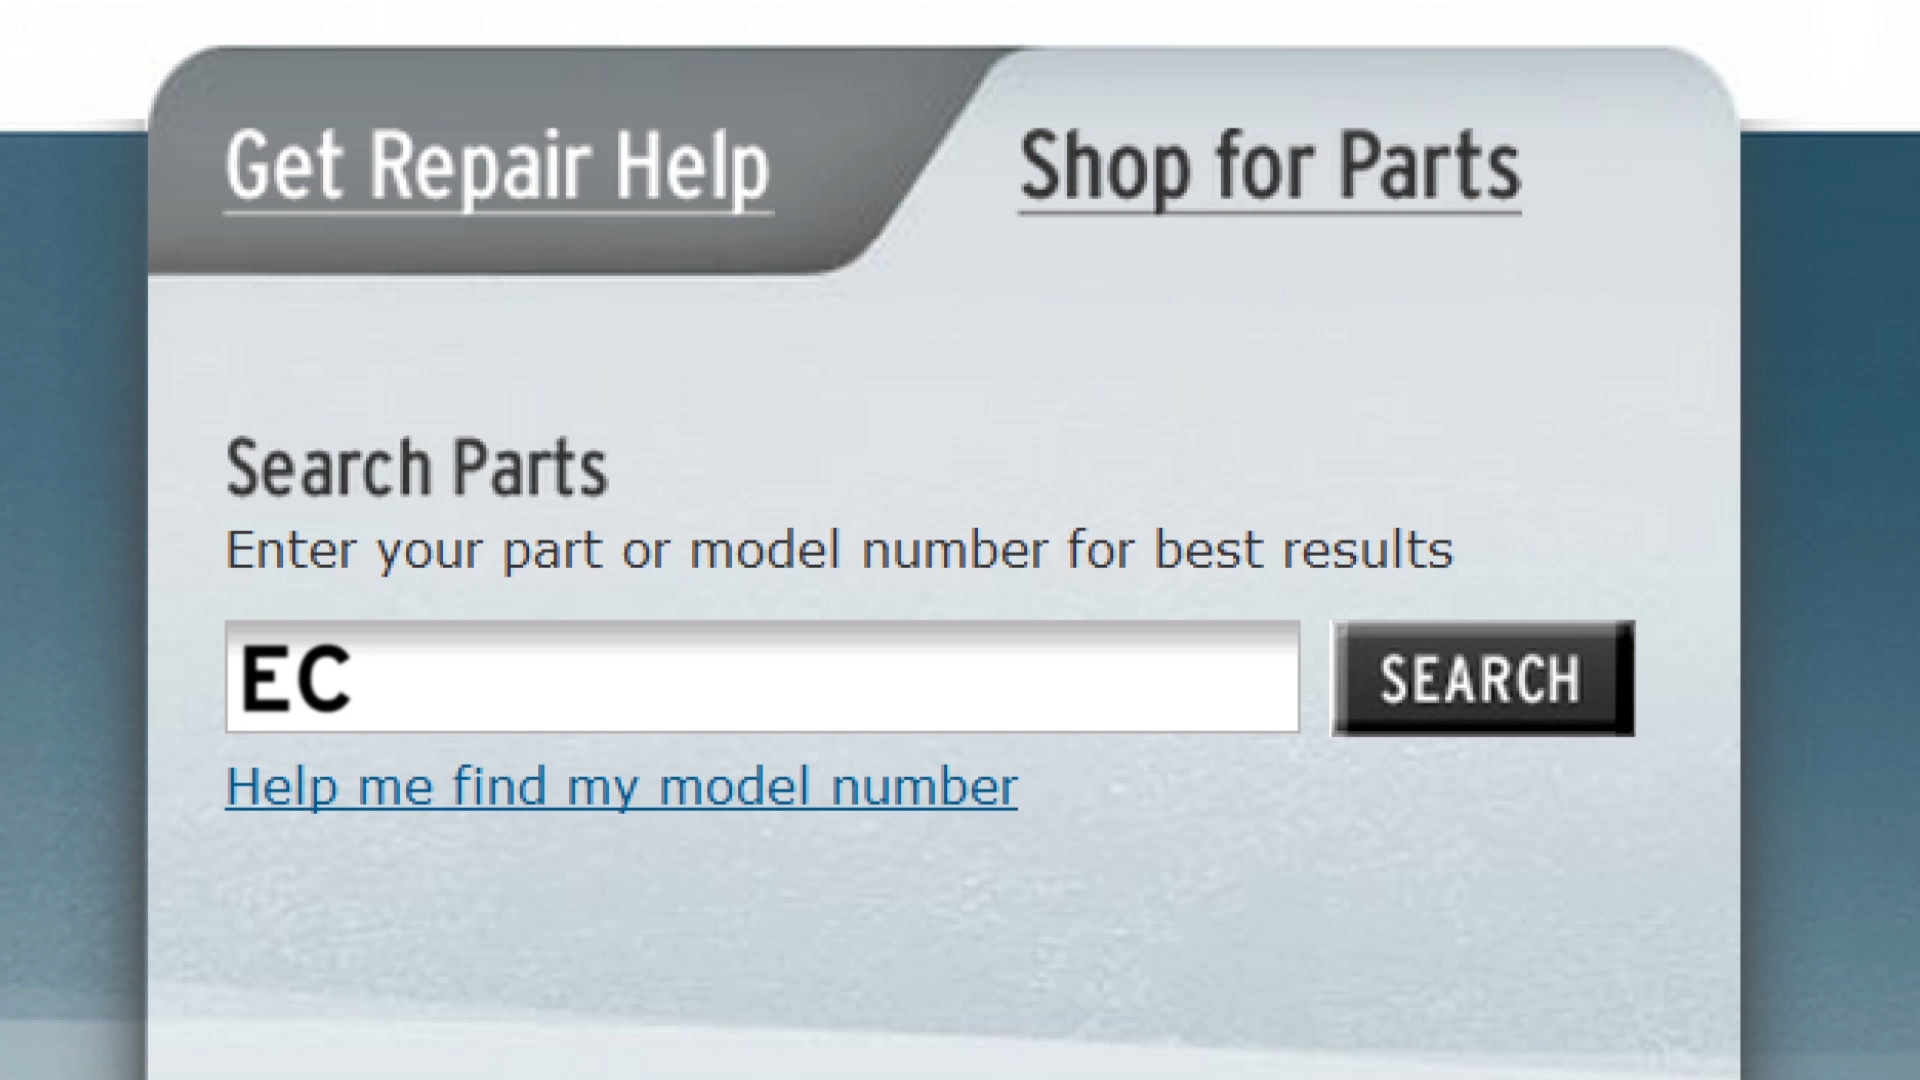 Get Repair Help
Shop for Parts
Search Parts
Enter your part or model number for best results
EC
SEARCH
Help me find my model number